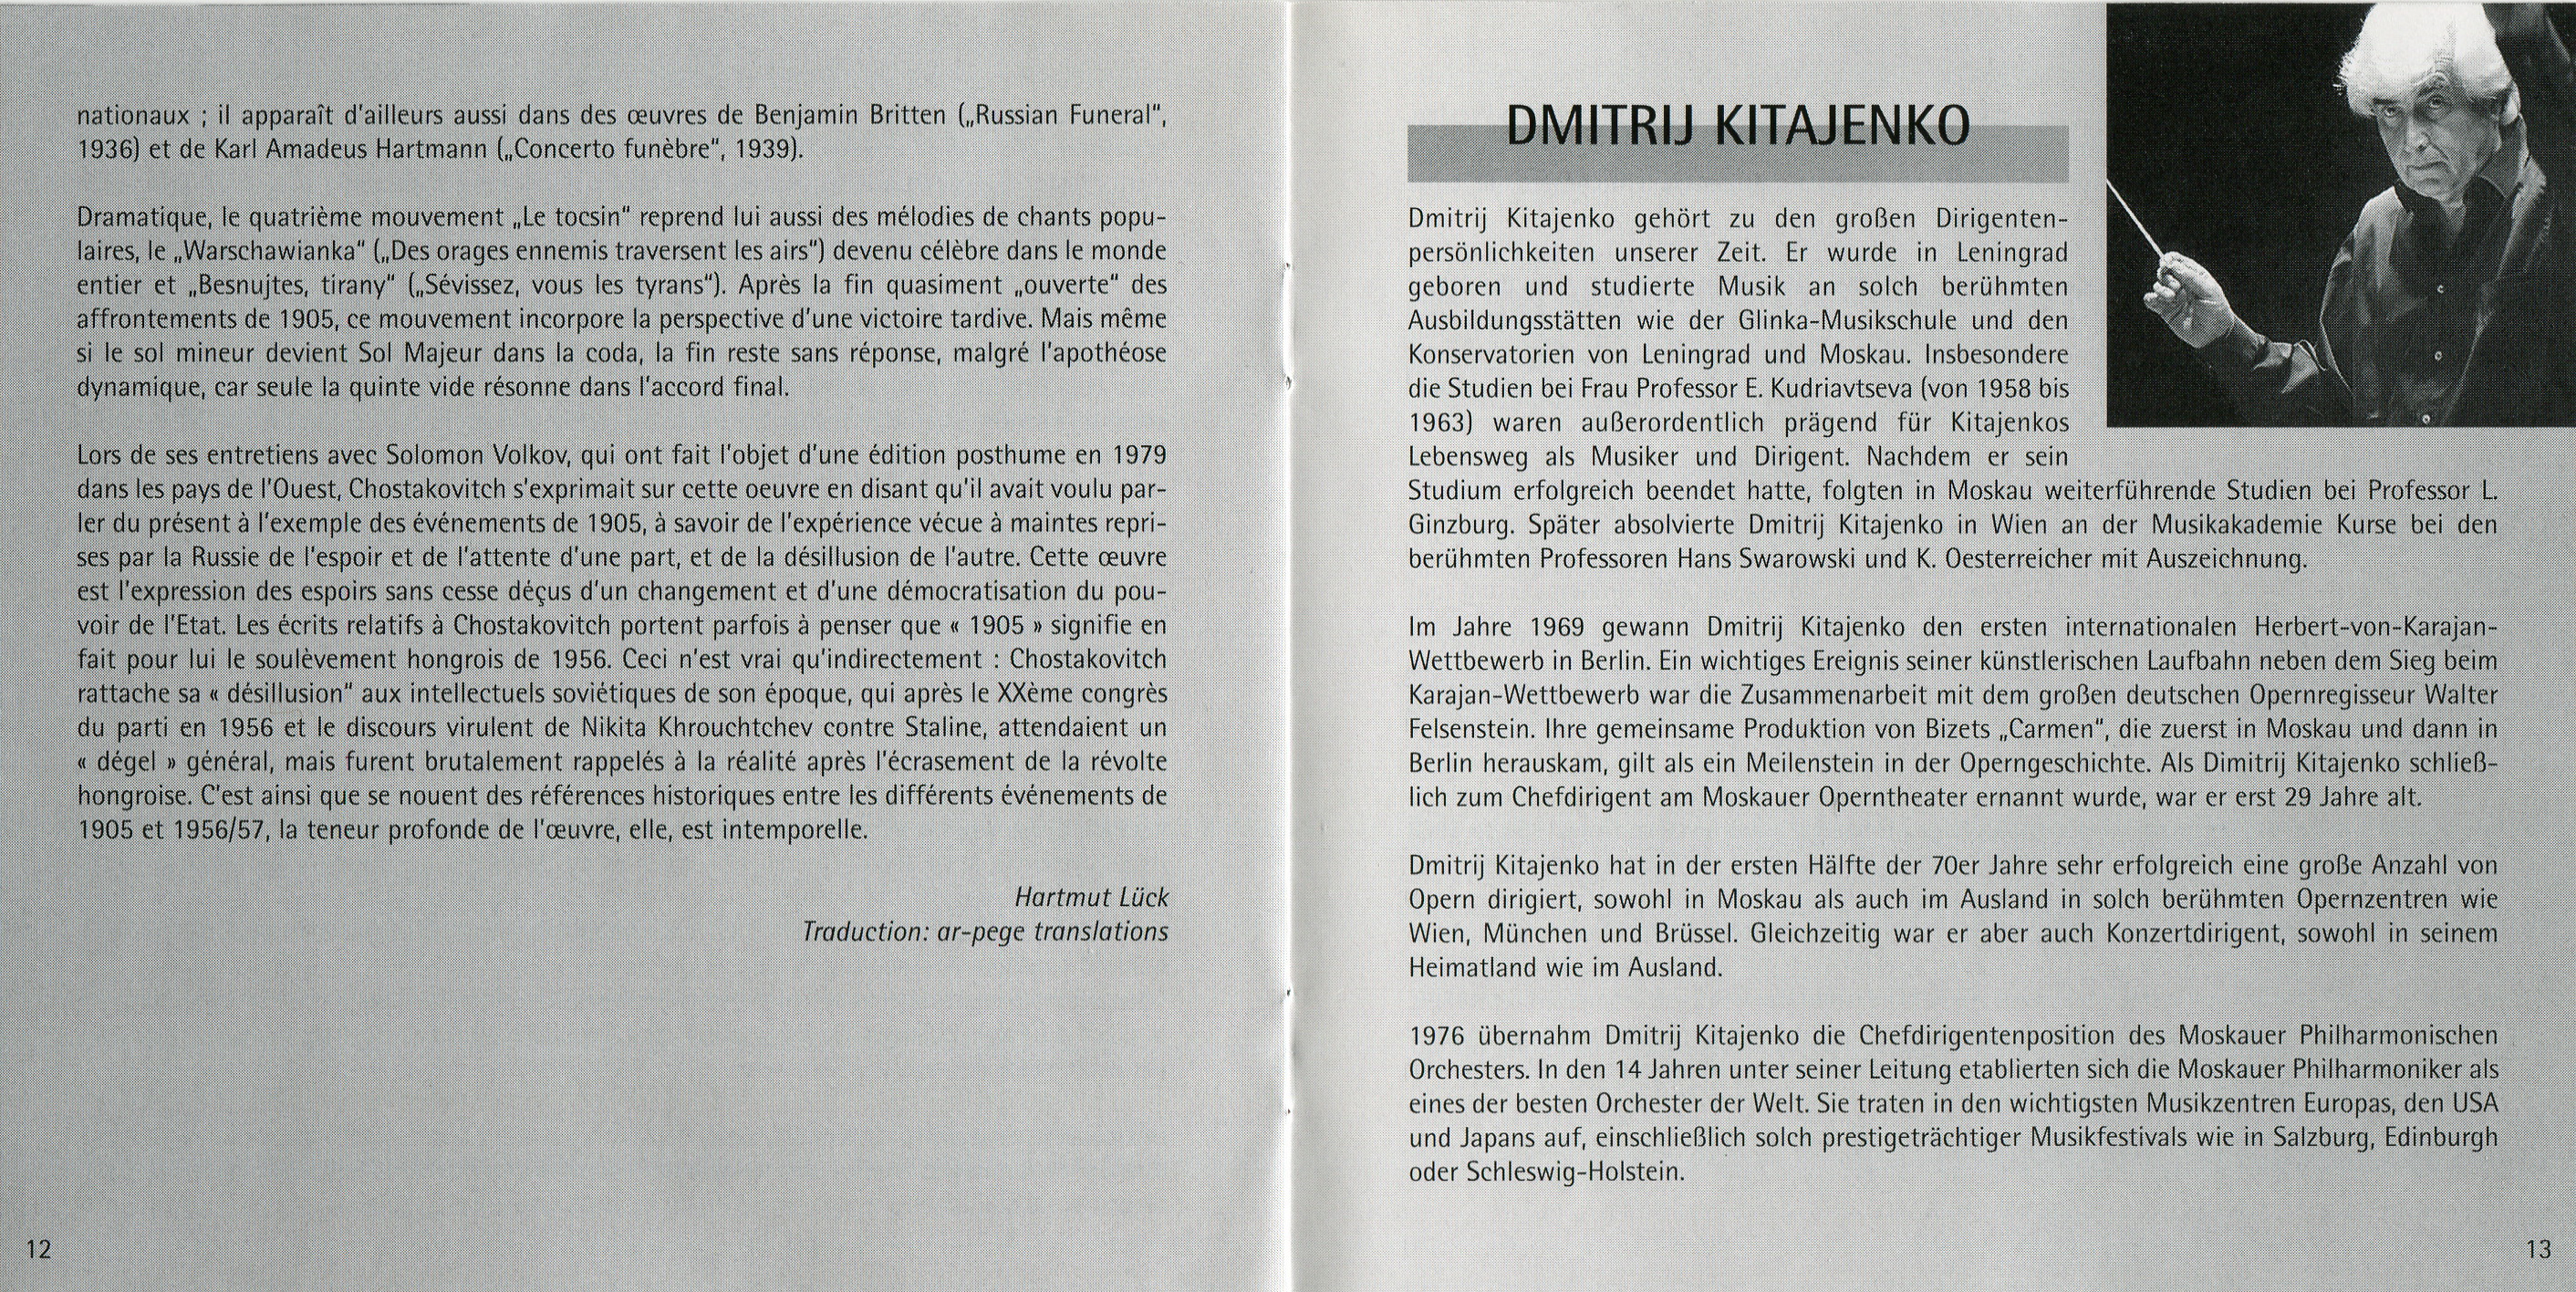 nationaux ; il apparaît d'ailleurs aussi dans des œuvres de Benjamin Britten („Russian Funeral“,
1936) et de Karl Amadeus Hartmann („Concerto funèbre“, 1939).
Dramatique, le quatrième mouvement „Le tocsin“ reprend lui aussi des mélodies de chants popu-
laires, le „Warschawianka“ („Des orages ennemis traversent les airs“) devenu célèbre dans le monde
entier et „Besnujtes, tirany“ („Sévissez, vous les tyrans“). Après la fin quasiment „ouverte“ des
affrontements de 1905, ce mouvement incorpore la perspective d'une victoire tardive. Mais même
si le sol mineur devient Sol Majeur dans la coda, la fin reste sans réponse, malgré l'apothéose
dynamique, car seule la quinte vide résonne dans l'accord final.
Lors de ses entretiens avec Solomon Volkov, qui ont fait l'objet d'une édition posthume en 1979
dans les pays de l'Ouest, Chostakovitch s'exprimait sur cette oeuvre en disant qu'il avait voulu par-
ler du présent à l'exemple des événements de 1905, à savoir de l'expérience vécue à maintes repri-
ses par la Russie de l'espoir et de l'attente d'une part, et de la désillusion de l'autre. Cette œuvre
est l'expression des espoirs sans cesse déçus d'un changement et d'une démocratisation du pou-
voir de l'Etat. Les écrits relatifs à Chostakovitch portent parfois à penser que « 1905 » signifie en
fait pour lui le soulèvement hongrois de 1956. Ceci n'est vrai qu'indirectement : Chostakovitch
rattache sa « désillusion“ aux intellectuels soviétiques de son époque, qui après le XXème congrès
du parti en 1956 et le discours virulent de Nikita Khrouchtchev contre Staline, attendaient un
« dégel » général, mais furent brutalement rappelés à la réalité après l'écrasement de la révolte
hongroise. C'est ainsi que se nouent des références historiques entre les différents événements de
1905 et 1956/57, la teneur profonde de l'œuvre, elle, est intemporelle.
Hartmut Lück
Traduction: ar-pege translations
12
DMITRIJ KITAJENKO
Dmitrij Kitajenko gehört zu den großen Dirigenten-
persönlichkeiten unserer Zeit. Er wurde in Leningrad
geboren und studierte Musik an solch berühmten
Ausbildungsstätten wie der Glinka-Musikschule und den
Konservatorien von Leningrad und Moskau. Insbesondere
die Studien bei Frau Professor E. Kudriavtseva (von 1958 bis
1963) waren außerordentlich prägend für Kitajenkos
Lebensweg als Musiker und Dirigent. Nachdem er sein
Studium erfolgreich beendet hatte, folgten in Moskau weiterführende Studien bei Professor L.
Ginzburg. Später absolvierte Dmitrij Kitajenko in Wien an der Musikakademie Kurse bei den
berühmten Professoren Hans Swarowski und K. Oesterreicher mit Auszeichnung.
Im Jahre 1969 gewann Dmitrij Kitajenko den ersten internationalen Herbert-von-Karajan-
Wettbewerb in Berlin. Ein wichtiges Ereignis seiner künstlerischen Laufbahn neben dem Sieg beim
Karajan-Wettbewerb war die Zusammenarbeit mit dem großen deutschen Opernregisseur Walter
Felsenstein. Ihre gemeinsame Produktion von Bizets „Carmen“, die zuerst in Moskau und dann in
Berlin herauskam, gilt als ein Meilenstein in der Operngeschichte. Als Dimitrij Kitajenko schließ-
lich zum Chefdirigent am Moskauer Operntheater ernannt wurde, war er erst 29 Jahre alt.
Dmitrij Kitajenko hat in der ersten Hälfte der 70er Jahre sehr erfolgreich eine große Anzahl von
Opern dirigiert, sowohl in Moskau als auch im Ausland in solch berühmten Opernzentren wie
Wien, München und Brüssel. Gleichzeitig war er aber auch Konzertdirigent, sowohl in seinem
Heimatland wie im Ausland.
1976 übernahm Dmitrij Kitajenko die Chefdirigentenposition des Moskauer Philharmonischen
Orchesters. In den 14 Jahren unter seiner Leitung etablierten sich die Moskauer Philharmoniker als
eines der besten Orchester der Welt. Sie traten in den wichtigsten Musikzentren Europas, den USA
und Japans auf, einschließlich solch prestigeträchtiger Musikfestivals wie in Salzburg, Edinburgh
oder Schleswig-Holstein.
13